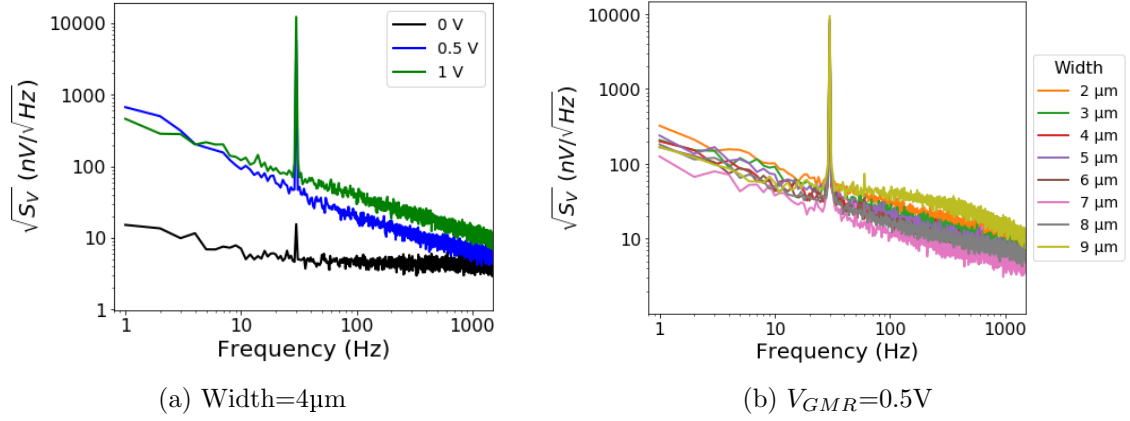 10000
1000
100
10
1
√S_V (nV/√Hz)
1
10
100
1000
Frequency (Hz)
0 V
0.5 V
1 V
(a) Width=4µm
10000
1000
100
10
√S_V (nV/√Hz)
1
10
100
1000
Frequency (Hz)
Width
2 µm
3 µm
4 µm
5 µm
6 µm
7 µm
8 µm
9 µm
(b) V_GMR=0.5V